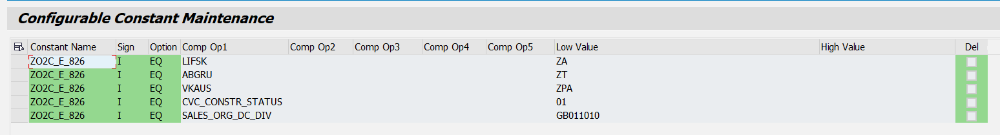 Configurable Constant Maintenance
Constant Name Sign Option Comp Op1 Comp Op2 Comp Op3 Comp Op4 Comp Op5 Low Value High Value Del
ZO2C_E_826 I EQ LIFSK ZA
ZO2C_E_826 I EQ ABGRU ZT
ZO2C_E_826 I EQ VKAUS ZPA
ZO2C_E_826 I EQ CVC_CONSTR_STATUS 01
ZO2C_E_826 I EQ SALES_ORG_DC_DIV GB011010